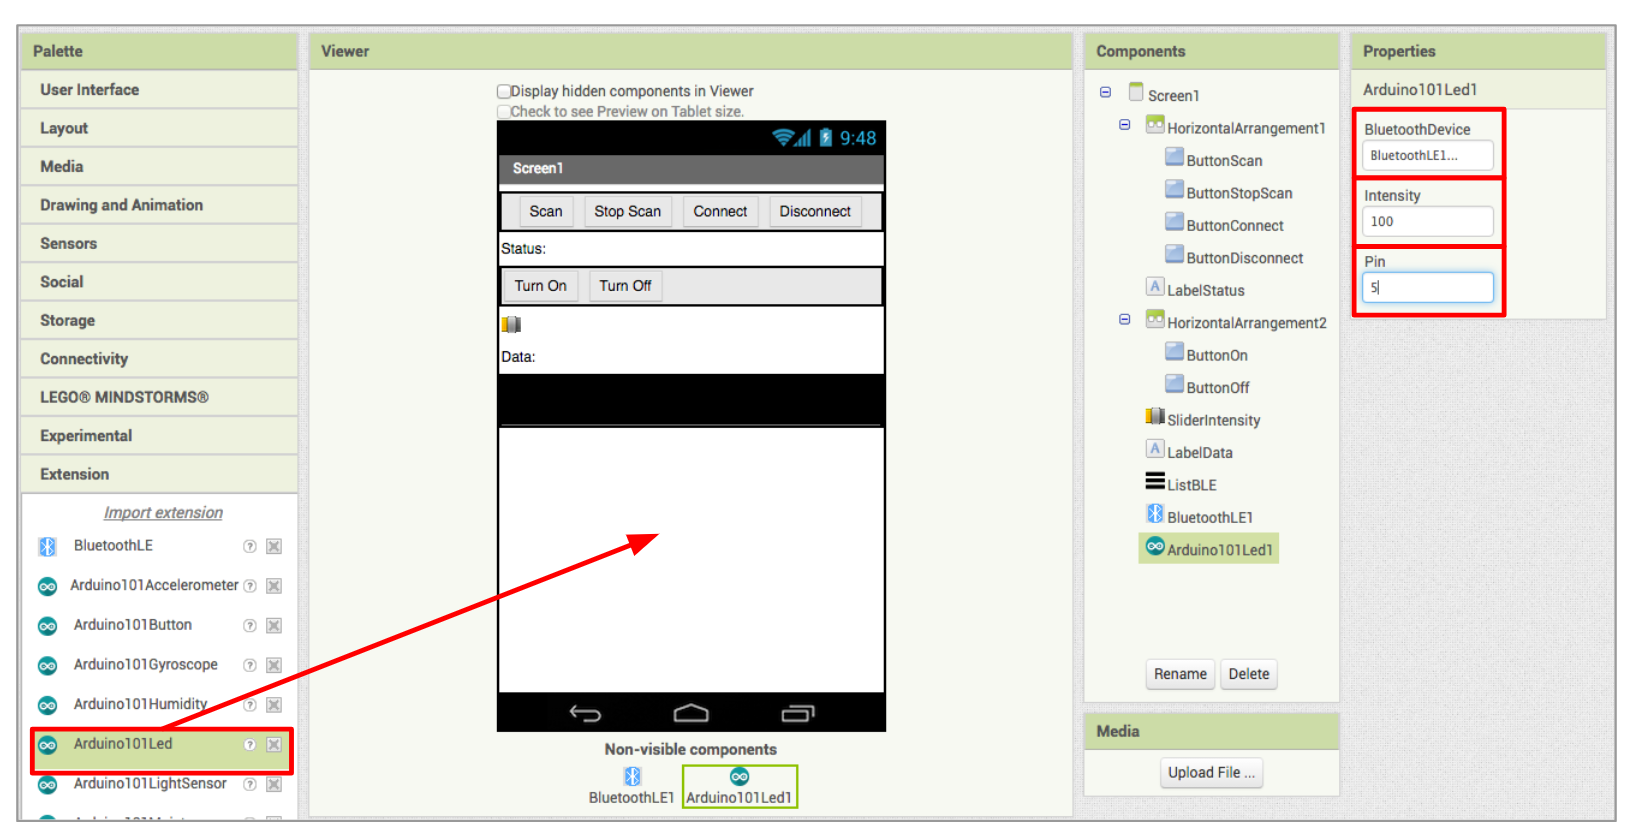 Palette
User Interface
Layout
Media
Drawing and Animation
Sensors
Social
Storage
Connectivity
LEGO® MINDSTORMS®
Experimental
Extension
Import extension
BluetoothLE ?
Arduino101Accelerometer ?
Arduino101Button ?
Arduino101Gyroscope ?
Arduino101Humidity ?
Arduino101Led ?
Arduino101LightSensor ?
Viewer
Display hidden components in Viewer
Check to see Preview on Tablet size.
9:48
Screen1
Scan Stop Scan Connect Disconnect
Status:
Turn On Turn Off
Data:
Non-visible components
BluetoothLE1 Arduino101Led1
Components
Screen1
HorizontalArrangement1
ButtonScan
ButtonStopScan
ButtonConnect
ButtonDisconnect
A LabelStatus
HorizontalArrangement2
ButtonOn
ButtonOff
SliderIntensity
A LabelData
ListBLE
BluetoothLE1
Arduino101Led1
Rename Delete
Media
Upload File ...
Properties
Arduino101Led1
BluetoothDevice
BluetoothLE1...
Intensity
100
Pin
5